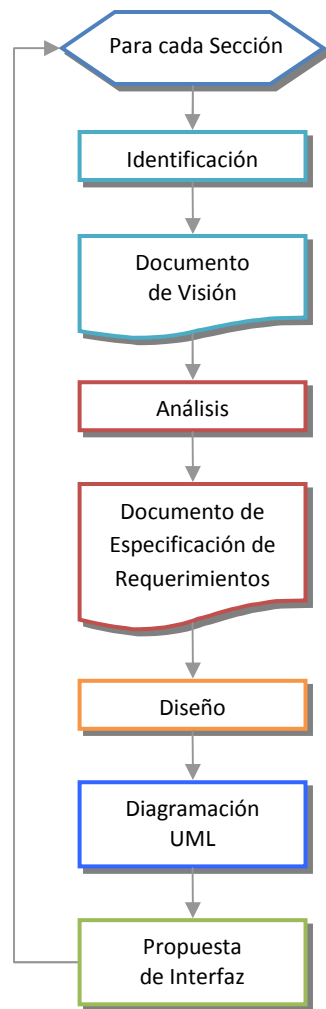 Para cada Sección
Identificación
Documento
de Visión
Análisis
Documento de
Especificación de
Requerimientos
Diseño
Diagramación
UML
Propuesta
de Interfaz